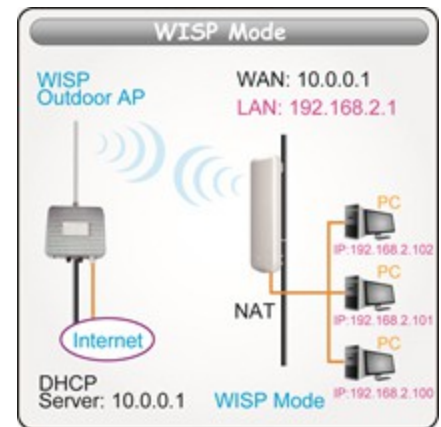 WISP Mode
WISP
Outdoor AP
WAN: 10.0.0.1
LAN: 192.168.2.1
PC
IP:192.168.2.102
PC
IP:192.168.2.101
PC
IP:192.168.2.100
NAT
Internet
DHCP
Server: 10.0.0.1
WISP Mode